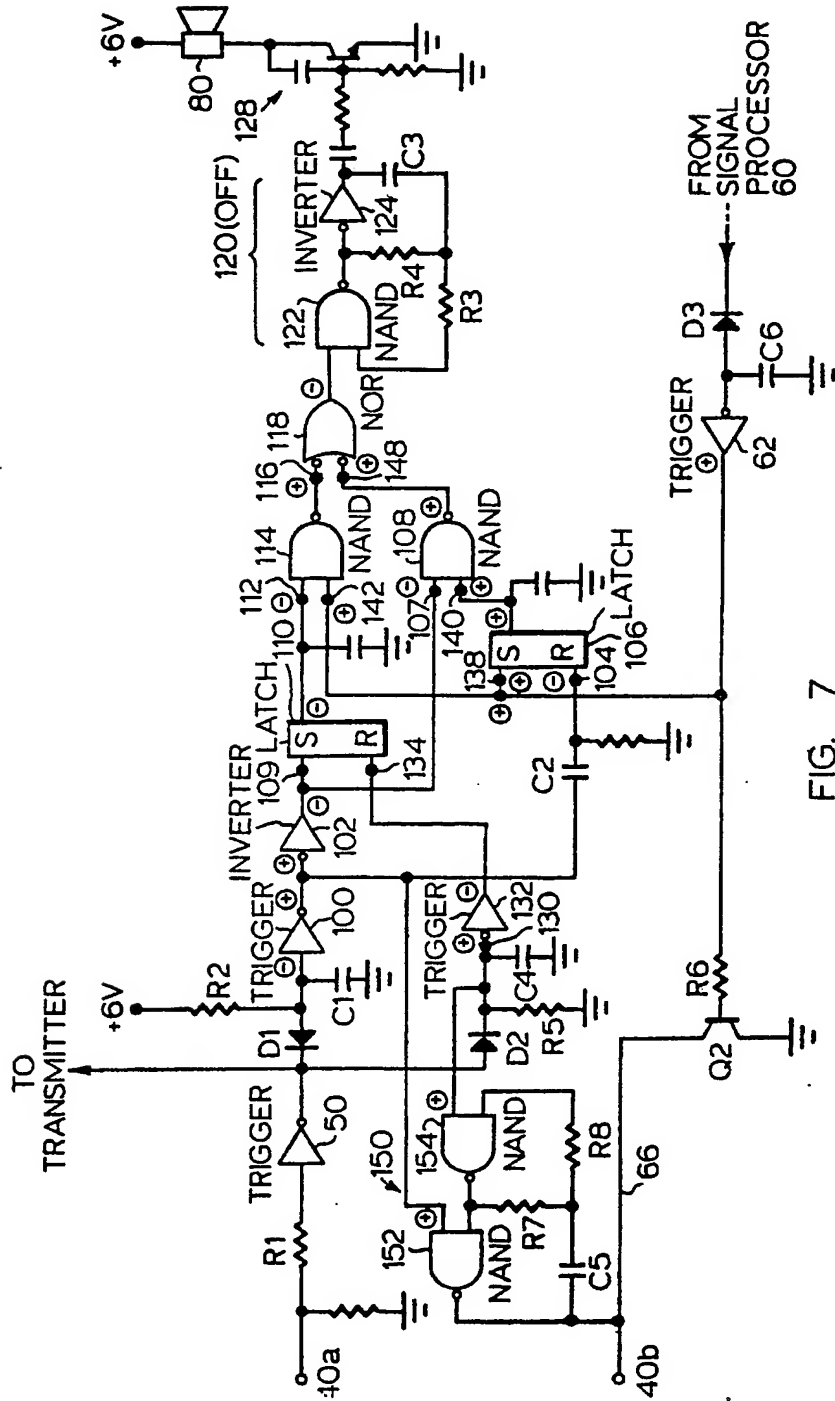 TO
TRANSMITTER
+6V
R2
TRIGGER
50
D1
TRIGGER
100
C1
INVERTER
102
109
LATCH
S
R
110
112
142
114
NAND
116
118
NOR
148
120(OFF)
122
NAND
INVERTER
124
R4
R3
C3
128
80
+6V
40a
R1
150
152
NAND
154
NAND
R7
R8
C5
D2
R5
C4
TRIGGER
132
130
134
107
108
NAND
140
138
S
R
LATCH
104
106
C2
66
40b
R6
Q2
TRIGGER
62
D3
C6
FROM
SIGNAL
PROCESSOR
60
FIG. 7